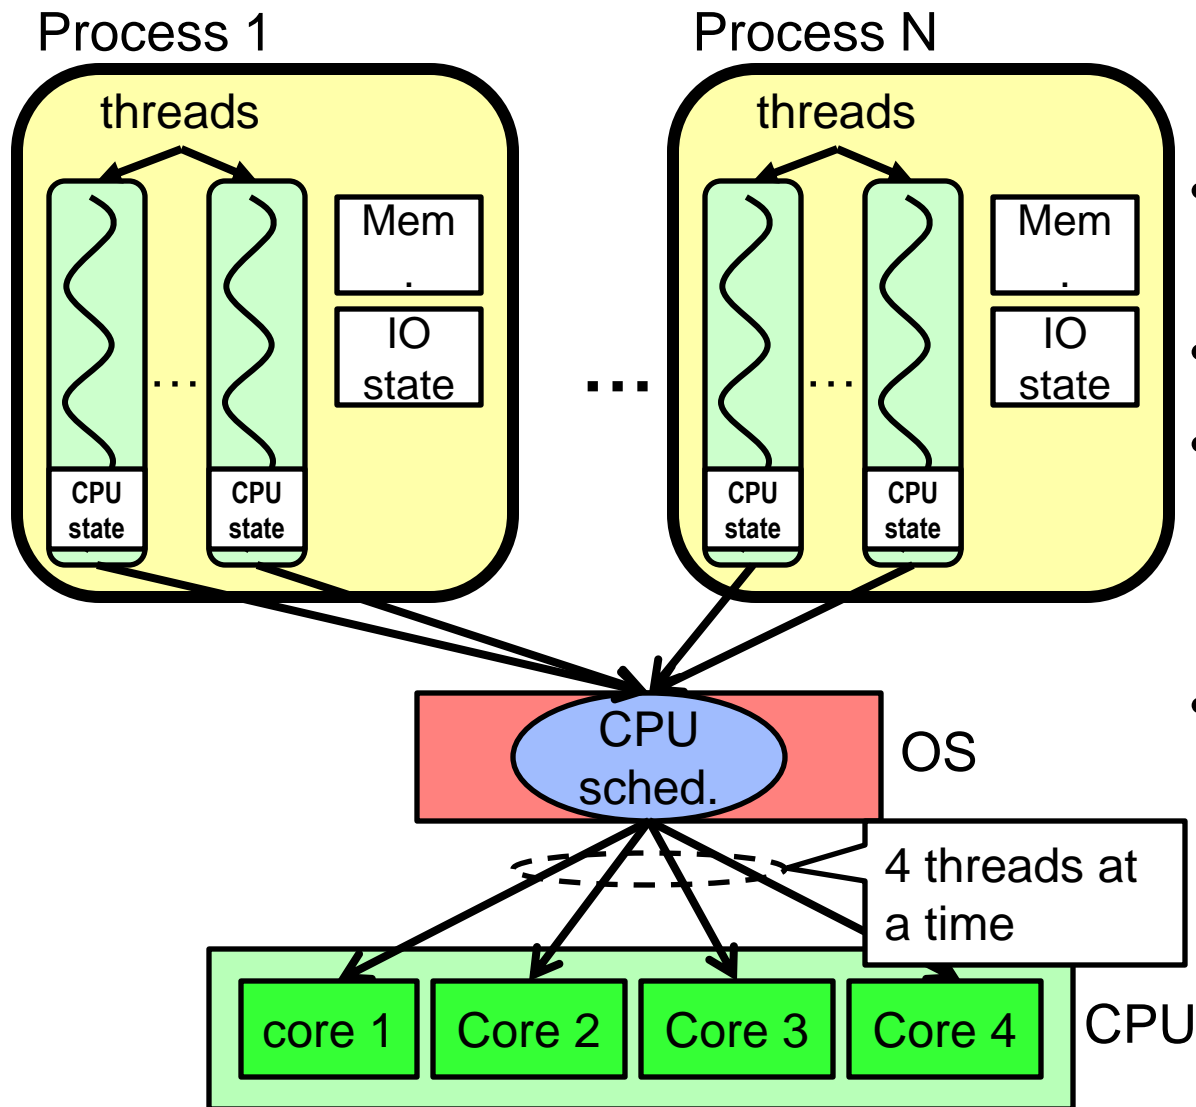 Process 1
Process N
threads
threads
Mem
.
Mem
.
IO
state
IO
state
...
...
...
CPU
state
CPU
state
CPU
state
CPU
state
CPU
sched.
OS
4 threads at
a time
core 1
Core 2
Core 3
Core 4
CPU